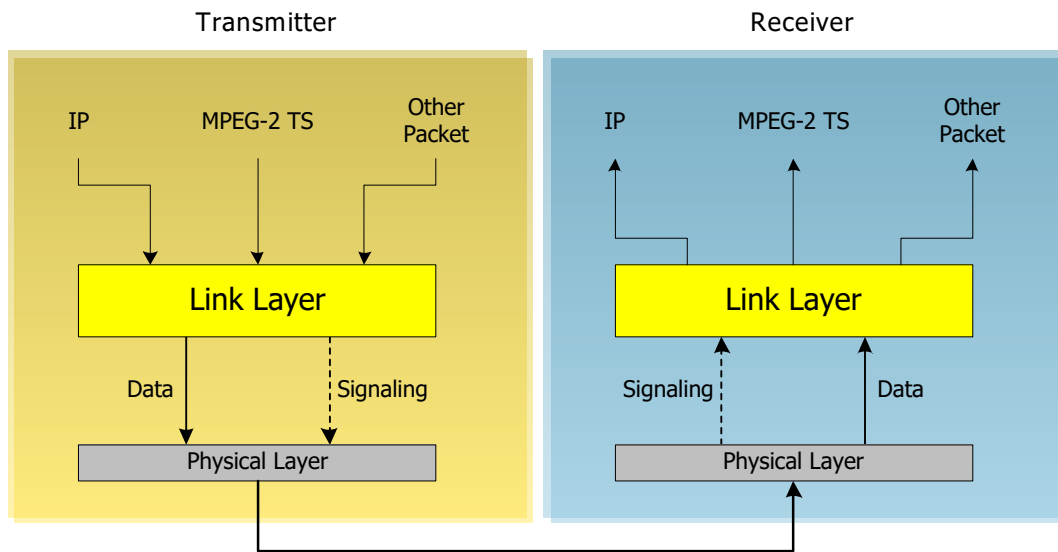 Transmitter
Receiver
IP
MPEG-2 TS
Other
Packet
IP
MPEG-2 TS
Other
Packet
Link Layer
Link Layer
Data
Signaling
Signaling
Data
Physical Layer
Physical Layer